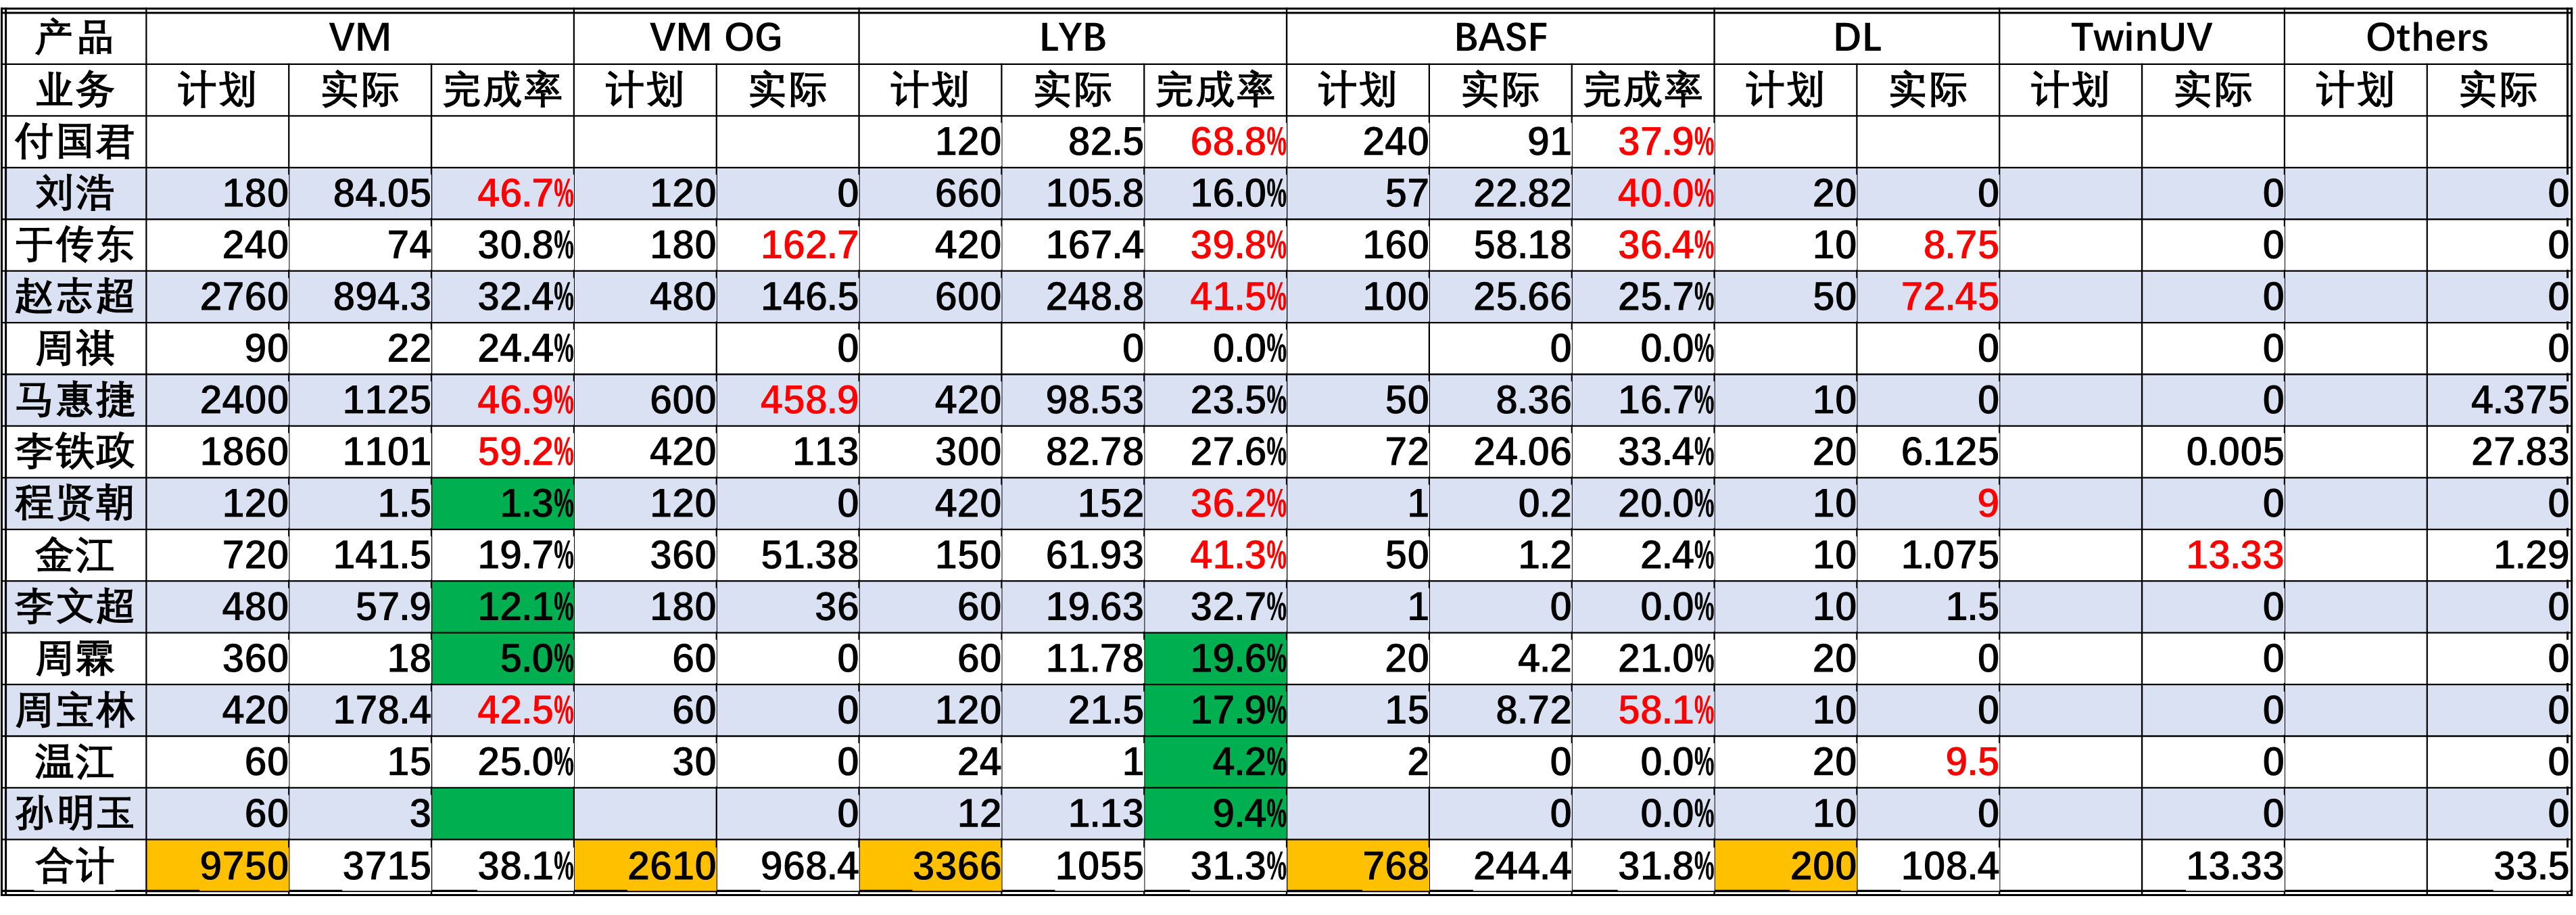 产品 VM VM OG LYB BASF DL TwinUV Others
业务 计划 实际 完成率 计划 实际 计划 实际 完成率 计划 实际 完成率 计划 实际 计划 实际 计划 实际
付国君 120 82.5 68.8% 240 91 37.9%
刘浩 180 84.05 46.7% 120 0 660 105.8 16.0% 57 22.82 40.0% 20 0 0 0
于传东 240 74 30.8% 180 162.7 420 167.4 39.8% 160 58.18 36.4% 10 8.75 0 0
赵志超 2760 894.3 32.4% 480 146.5 600 248.8 41.5% 100 25.66 25.7% 50 72.45 0 0
周祺 90 22 24.4% 0 0 0.0% 0 0.0% 0 0 0
马惠捷 2400 1125 46.9% 600 458.9 420 98.53 23.5% 50 8.36 16.7% 10 0 0 4.375
李铁政 1860 1101 59.2% 420 113 300 82.78 27.6% 72 24.06 33.4% 20 6.125 0.005 27.83
程贤朝 120 1.5 1.3% 120 0 420 152 36.2% 1 0.2 20.0% 10 9 0 0
金江 720 141.5 19.7% 360 51.38 150 61.93 41.3% 50 1.2 2.4% 10 1.075 13.33 1.29
李文超 480 57.9 12.1% 180 36 60 19.63 32.7% 1 0 0.0% 10 1.5 0 0
周霖 360 18 5.0% 60 0 60 11.78 19.6% 20 4.2 21.0% 20 0 0 0
周宝林 420 178.4 42.5% 60 0 120 21.5 17.9% 15 8.72 58.1% 10 0 0 0
温江 60 15 25.0% 30 0 24 1 4.2% 2 0 0.0% 20 9.5 0 0
孙明玉 60 3 0 12 1.13 9.4% 0 0.0% 10 0 0 0
合计 9750 3715 38.1% 2610 968.4 3366 1055 31.3% 768 244.4 31.8% 200 108.4 13.33 33.5